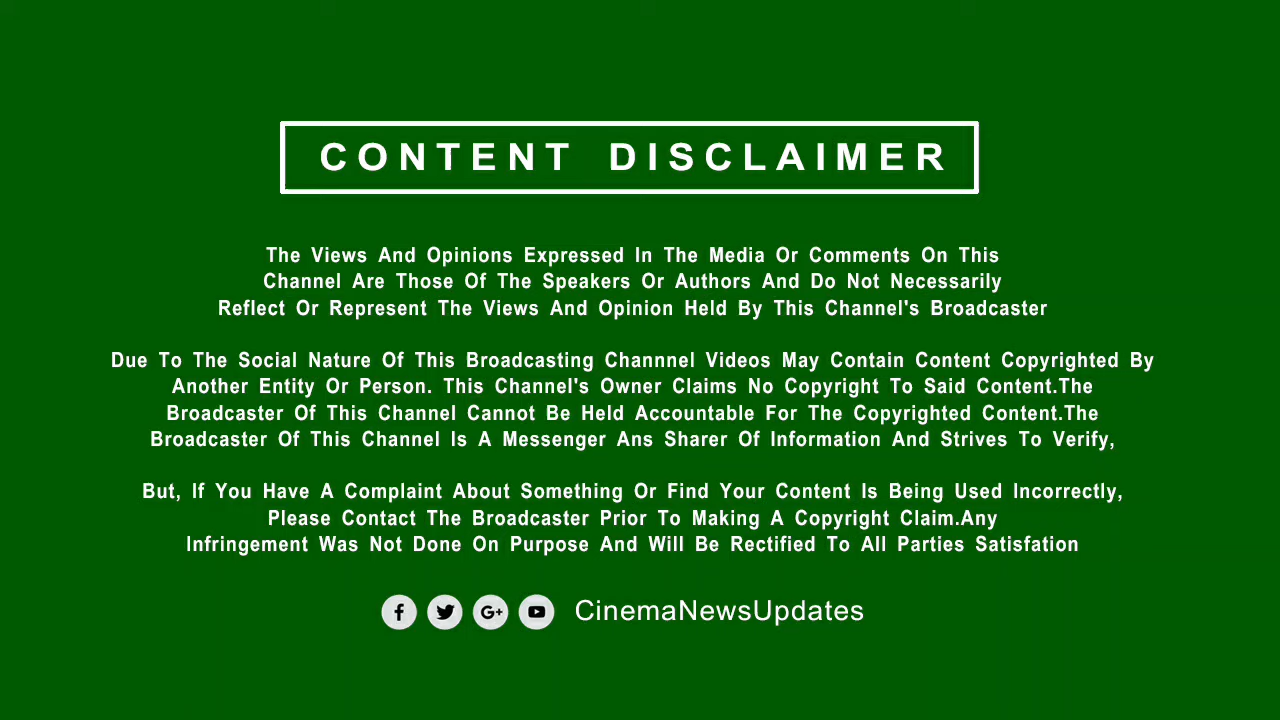 CONTENT DISCLAIMER
The Views And Opinions Expressed In The Media Or Comments On This
Channel Are Those Of The Speakers Or Authors And Do Not Necessarily
Reflect Or Represent The Views And Opinion Held By This Channel's Broadcaster
Due To The Social Nature Of This Broadcasting Channnel Videos May Contain Content Copyrighted By
Another Entity Or Person. This Channel's Owner Claims No Copyright To Said Content.The
Broadcaster Of This Channel Cannot Be Held Accountable For The Copyrighted Content.The
Broadcaster Of This Channel Is A Messenger Ans Sharer Of Information And Strives To Verify,
But, If You Have A Complaint About Something Or Find Your Content Is Being Used Incorrectly,
Please Contact The Broadcaster Prior To Making A Copyright Claim.Any
Infringement Was Not Done On Purpose And Will Be Rectified To All Parties Satisfation
CinemaNewsUpdates